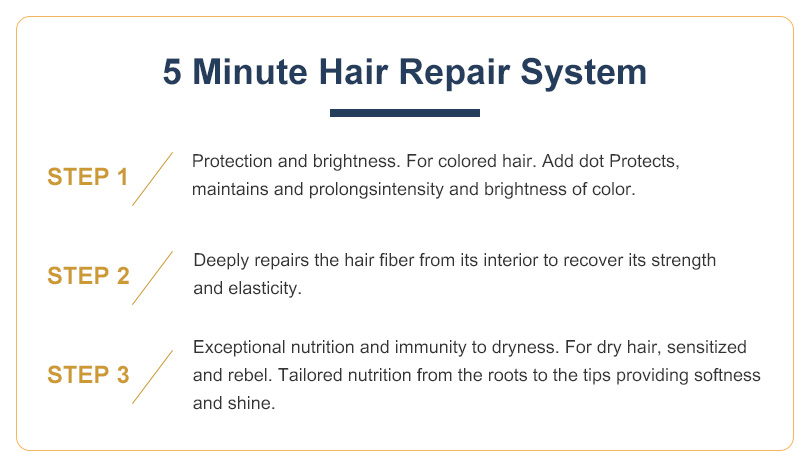 5 Minute Hair Repair System
STEP 1
Protection and brightness. For colored hair. Add dot Protects,
maintains and prolongsintensity and brightness of color.
STEP 2
Deeply repairs the hair fiber from its interior to recover its strength
and elasticity.
STEP 3
Exceptional nutrition and immunity to dryness. For dry hair, sensitized
and rebel. Tailored nutrition from the roots to the tips providing softness
and shine.